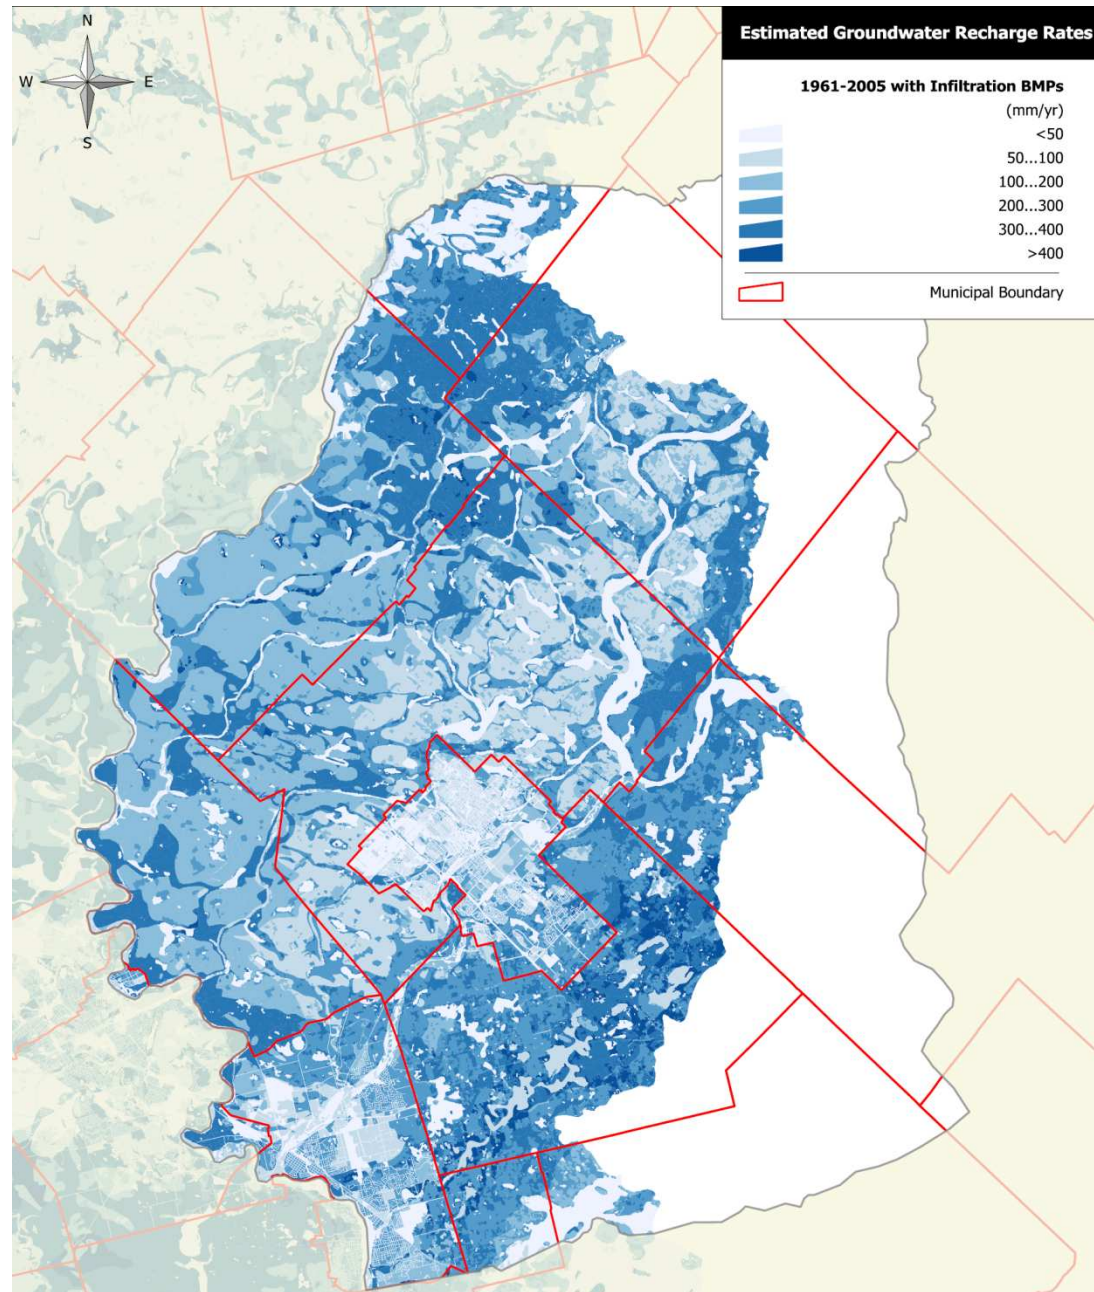 N
W
E
S
Estimated Groundwater Recharge Rates
1961-2005 with Infiltration BMPs
(mm/yr)
<50
50...100
100...200
200...300
300...400
>400
Municipal Boundary